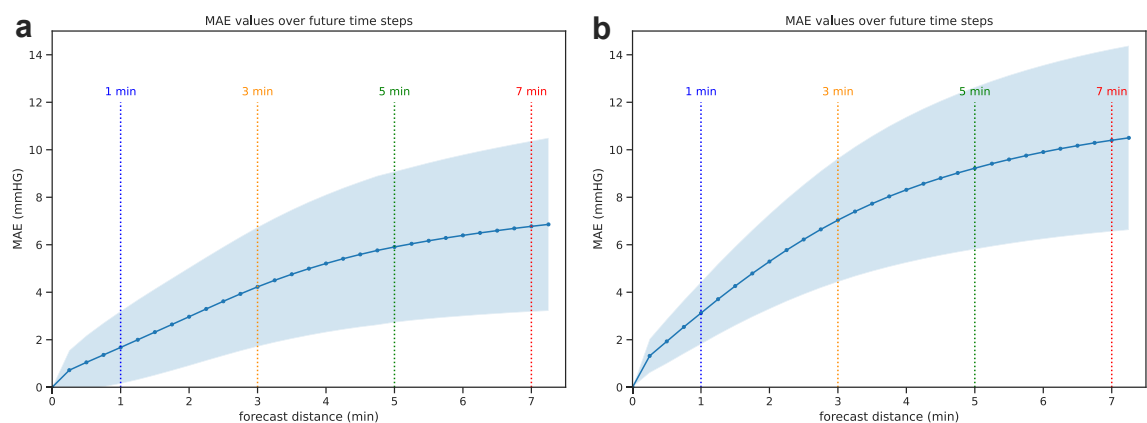 a
MAE values over future time steps
14
12
10
8
6
4
2
0
MAE (mmHG)
1 min
3 min
5 min
7 min
0 1 2 3 4 5 6 7
forecast distance (min)
b
MAE values over future time steps
14
12
10
8
6
4
2
0
MAE (mmHG)
1 min
3 min
5 min
7 min
0 1 2 3 4 5 6 7
forecast distance (min)